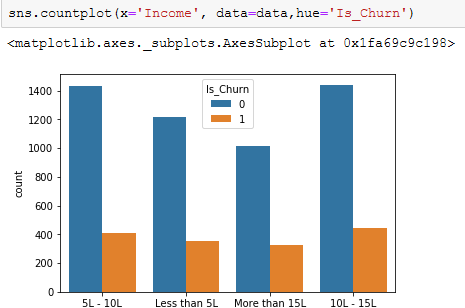 sns.countplot(x='Income', data=data,hue='Is_Churn')
<matplotlib.axes._subplots.AxesSubplot at 0x1fa69c9c198>
Is_Churn
0
1
1400
1200
1000
800
600
400
200
0
count
5L - 10L Less than 5L More than 15L 10L - 15L